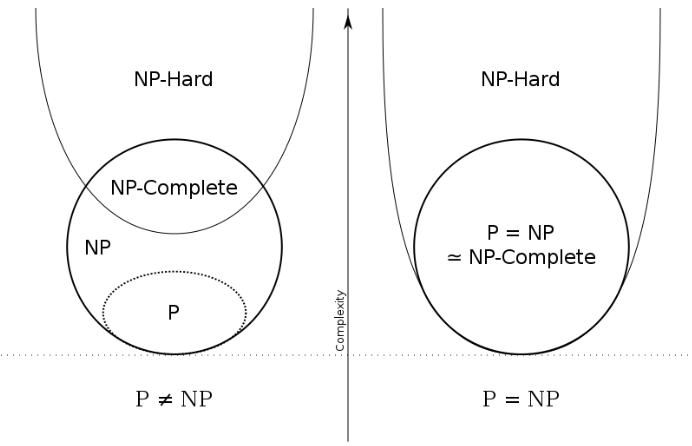 NP-Hard
NP-Complete
NP
P
P ≠ NP
Complexity
NP-Hard
P = NP
≃ NP-Complete
P = NP